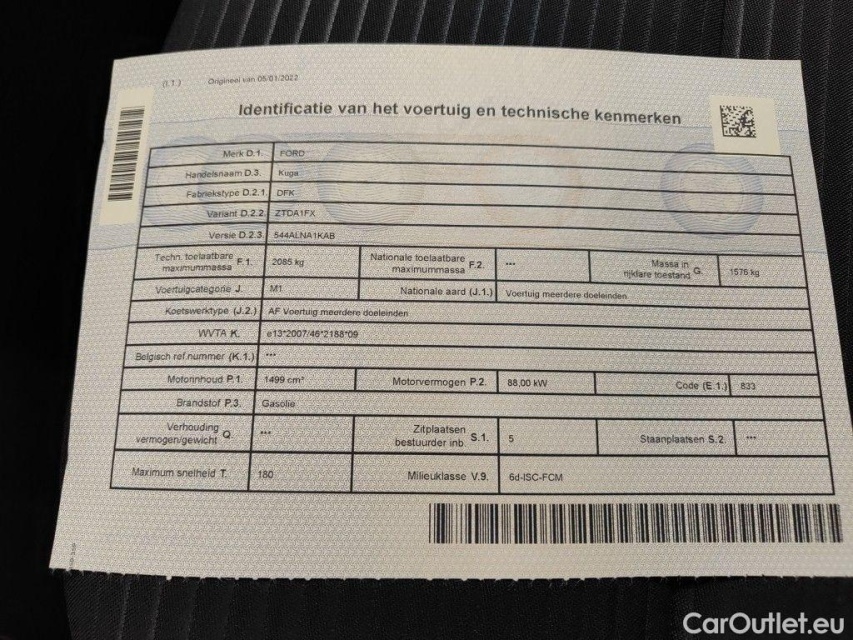 (I.T.) Origineel van 05/01/2022
Identificatie van het voertuig en technische kenmerken
Merk D.1. FORD
Handelsnaam D.3. Kuga
Fabriekstype D.2.1. DFK
Variant D.2.2. ZTDA1FX
Versie D.2.3. 544ALNA1KAB
Techn. toelaatbare maximummassa F.1. 2085 kg Nationale toelaatbare maximummassa F.2. --- Massa in rijklare toestand G. 1576 kg
Voertuigcategorie J. M1 Nationale aard (J.1.) Voertuig meerdere doeleinden
Koetswerktype (J.2.) AF Voertuig meerdere doeleinden
WVTA K. e13*2007/46*2188*09
Belgisch ref.nummer (K.1.) ---
Motorinhoud P.1. 1499 cm³ Motorvermogen P.2. 88,00 kW Code (E.1.) 833
Brandstof P.3. Gasolie
Verhouding vermogen/gewicht Q. --- Zitplaatsen bestuurder inb. S.1. 5 Staanplaatsen S.2. ---
Maximum snelheid T. 180 Milieuklasse V.9. 6d-ISC-FCM
CarOutlet.eu